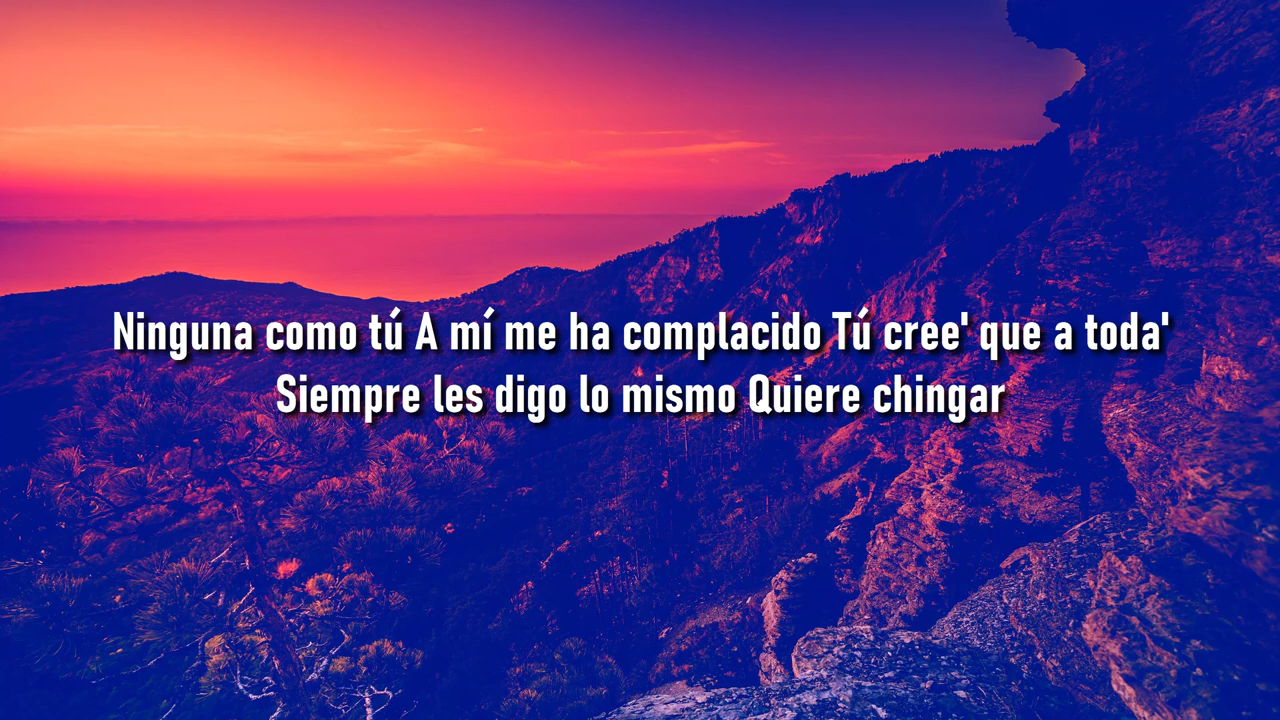 Ninguna como tú A mí me ha complacido Tú cree' que a toda'
Siempre les digo lo mismo Quiere chingar